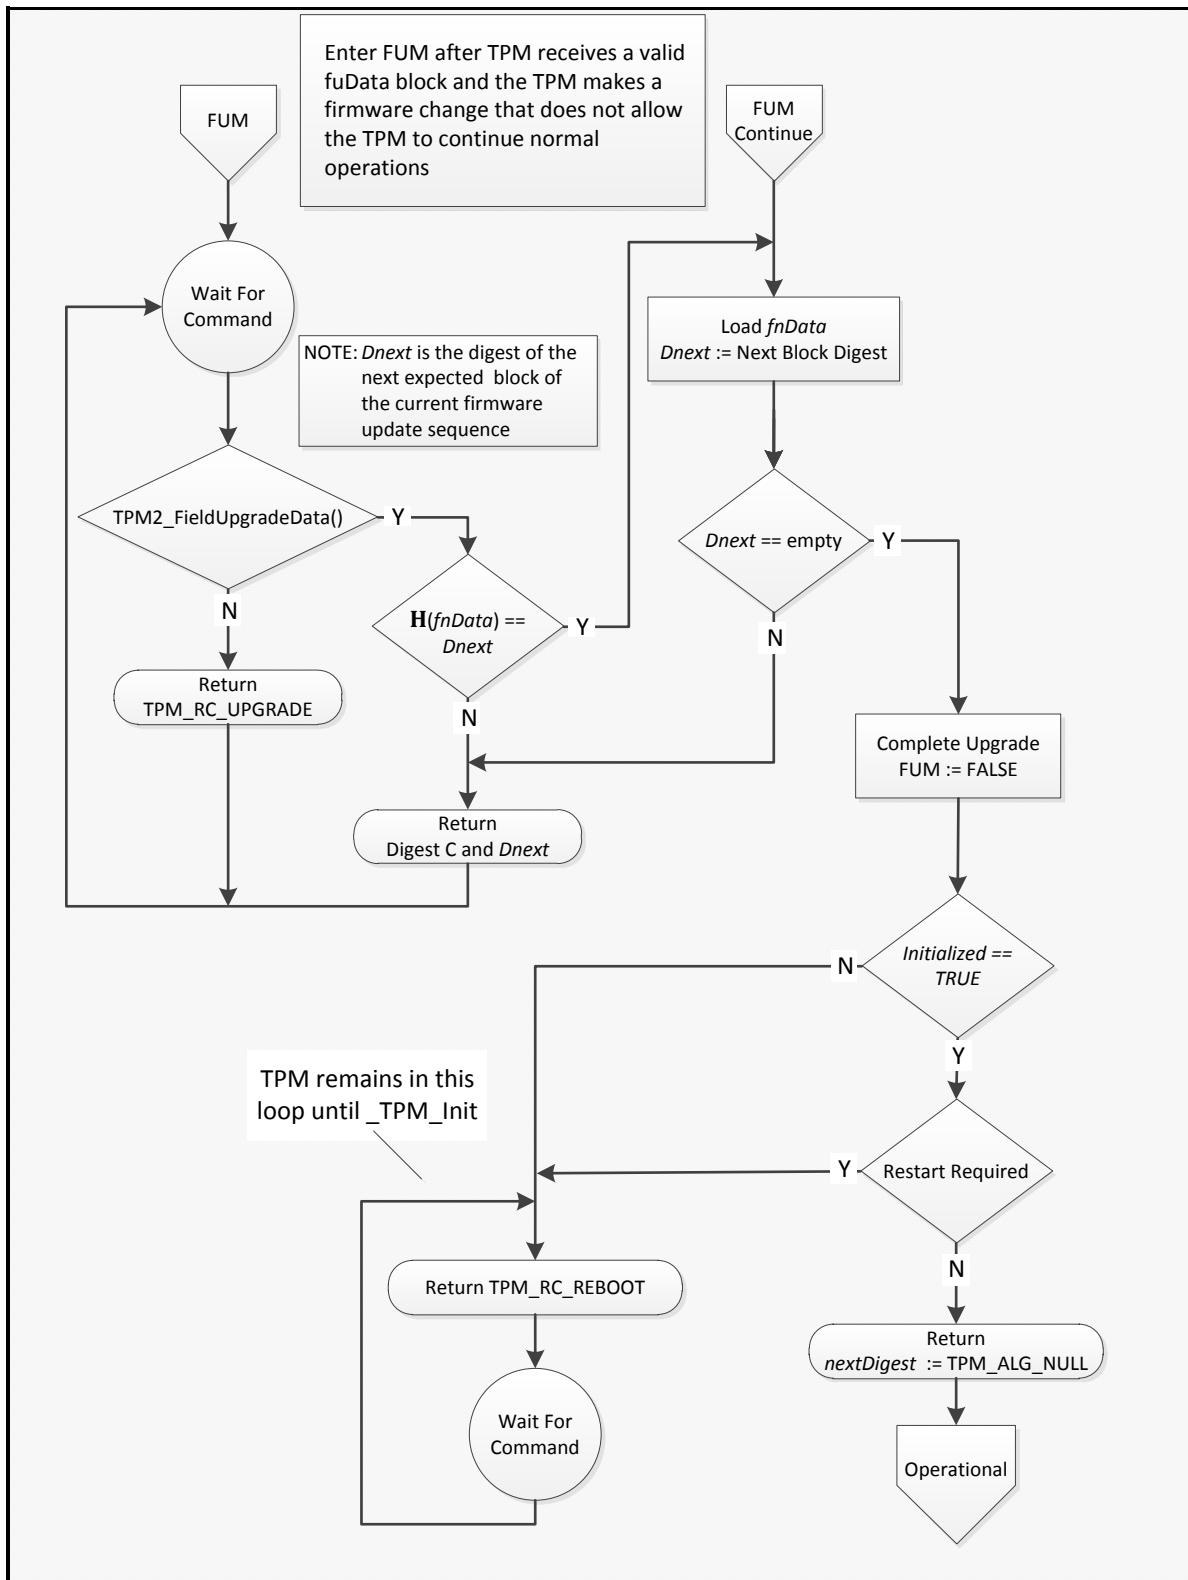 Enter FUM after TPM receives a valid
fuData block and the TPM makes a
firmware change that does not allow
the TPM to continue normal
operations
FUM
FUM
Continue
Wait For
Command
Load fnData
Dnext := Next Block Digest
NOTE: Dnext is the digest of the
next expected block of
the current firmware
update sequence
TPM2_FieldUpgradeData()
Y
N
H(fnData) ==
Dnext
Y
N
Dnext == empty
Y
N
Return
TPM_RC_UPGRADE
Return
Digest C and Dnext
Complete Upgrade
FUM := FALSE
Initialized ==
TRUE
N
Y
TPM remains in this
loop until _TPM_Init
Restart Required
Y
N
Return TPM_RC_REBOOT
Wait For
Command
Return
nextDigest := TPM_ALG_NULL
Operational